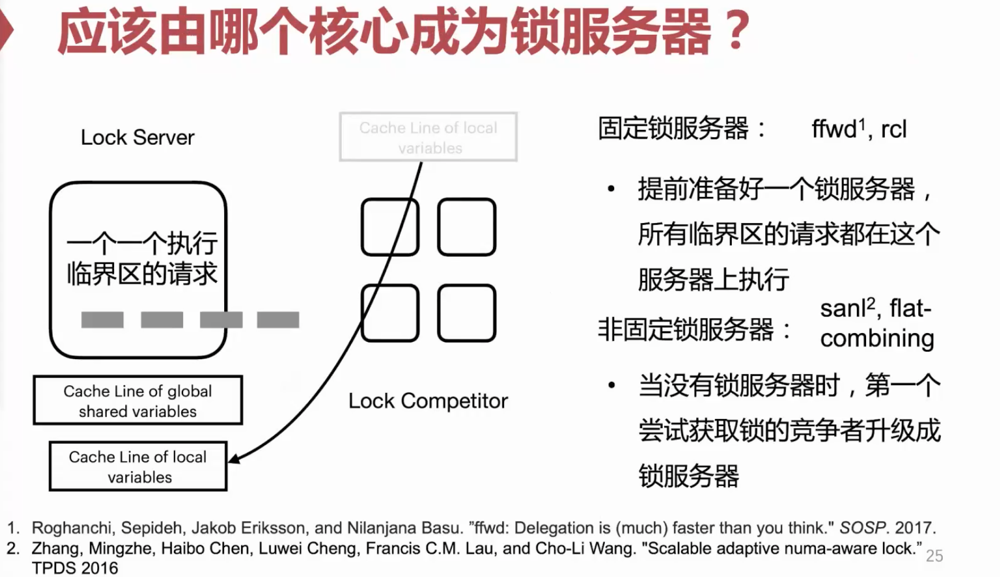 应该由哪个核心成为锁服务器？
Lock Server
一个一个执行
临界区的请求
Cache Line of global
shared variables
Cache Line of local
variables
Cache Line of local
variables
Lock Competitor
固定锁服务器： ffwd¹, rcl
• 提前准备好一个锁服务器，
所有临界区的请求都在这个
服务器上执行
非固定锁服务器： sanl², flat-
combining
• 当没有锁服务器时，第一个
尝试获取锁的竞争者升级成
锁服务器
1. Roghanchi, Sepideh, Jakob Eriksson, and Nilanjana Basu. ”ffwd: Delegation is (much) faster than you think." SOSP. 2017.
2. Zhang, Mingzhe, Haibo Chen, Luwei Cheng, Francis C.M. Lau, and Cho-Li Wang. "Scalable adaptive numa-aware lock.”
TPDS 2016
25